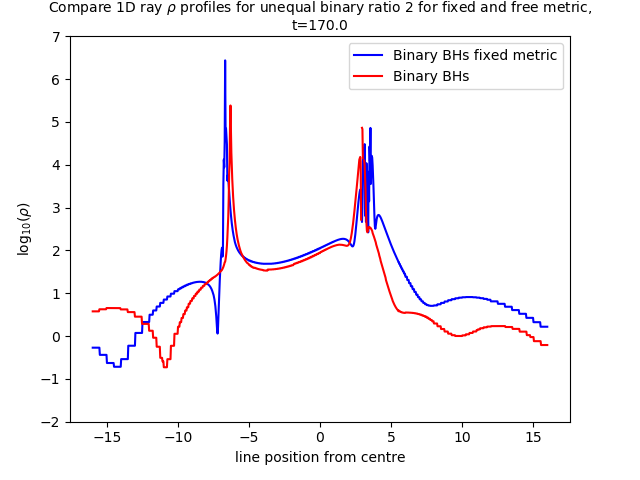 Compare 1D ray ρ profiles for unequal binary ratio 2 for fixed and free metric,
t=170.0
Binary BHs fixed metric
Binary BHs
7
6
5
4
3
2
1
0
−1
−2
log₁₀(ρ)
−15 −10 −5 0 5 10 15
line position from centre